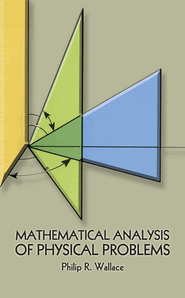 MATHEMATICAL ANALYSIS
OF PHYSICAL PROBLEMS
Philip R. Wallace